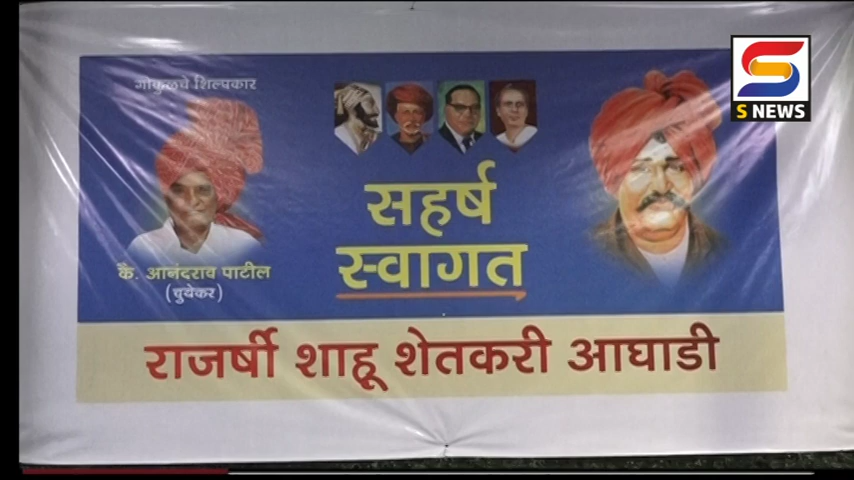 गोकुळचे शिल्पकार
S NEWS
सहर्ष
स्वागत
कै. आनंदराव पाटील
(चुयेकर)
राजर्षी शाहू शेतकरी आघाडी